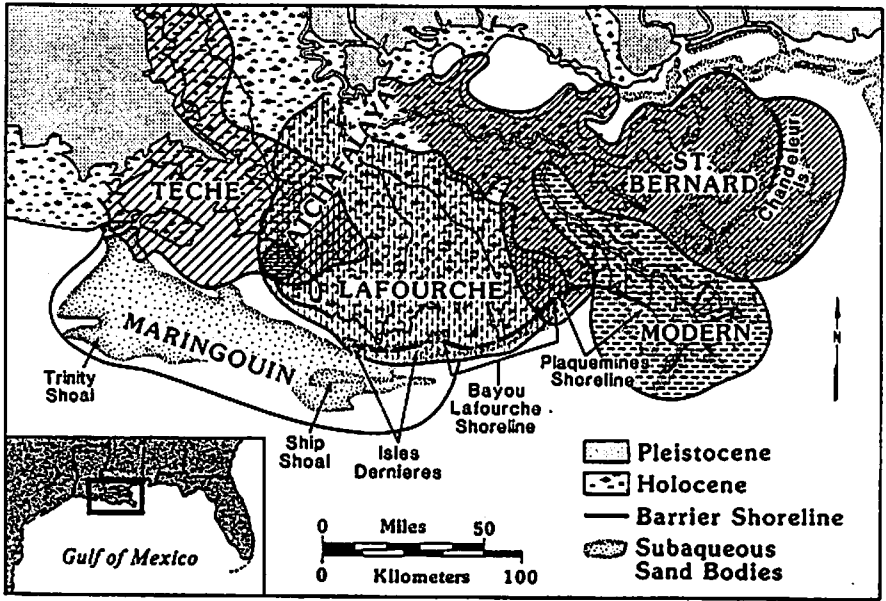 TECHE
ST.
BERNARD
Chandeleur
Is.
LAFOURCHE
MARINGOUIN
MODERN
N
Trinity
Shoal
Ship
Shoal
Isles
Dernieres
Bayou
Lafourche
Shoreline
Plaquemines
Shoreline
Pleistocene
Holocene
Barrier Shoreline
Subaqueous
Sand Bodies
Gulf of Mexico
0 Miles 50
0 Kilometers 100